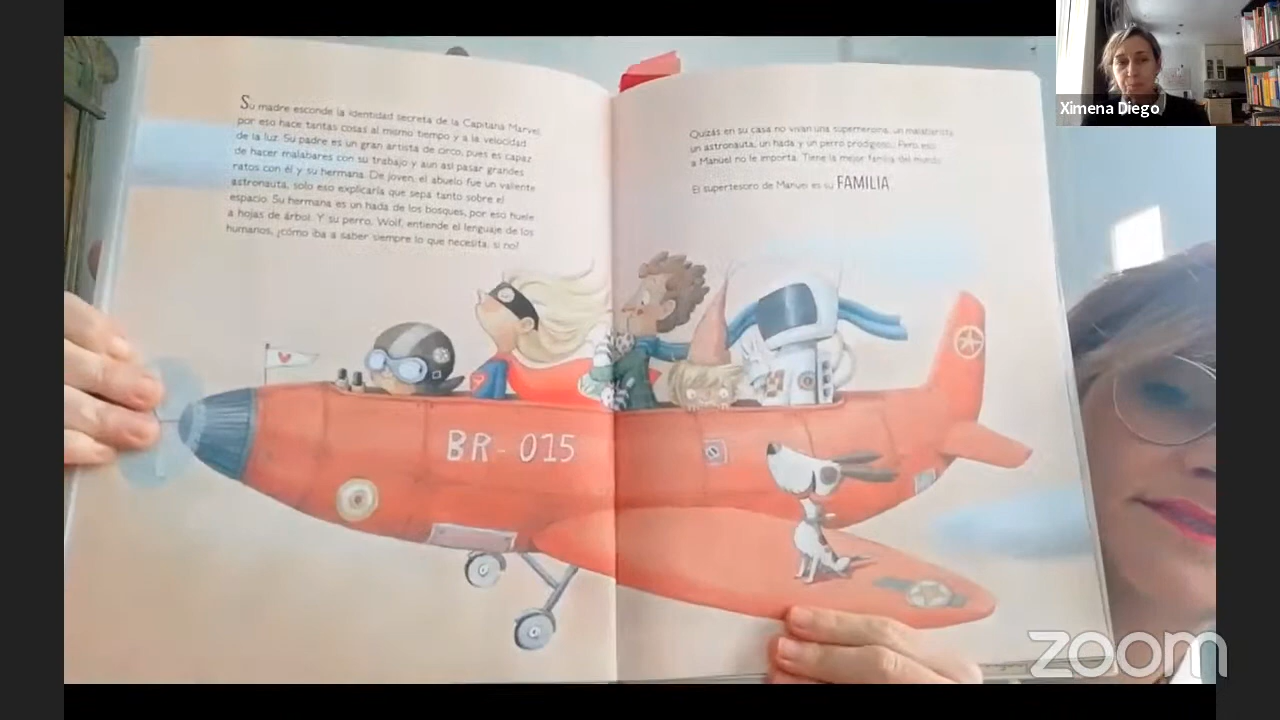 Su madre esconde la identidad secreta de la Capitana Marvel,
por eso hace tantas cosas al mismo tiempo y a la velocidad
de la luz. Su padre es un gran artista de circo, pues es capaz
de hacer malabares con su trabajo y aun así pasar grandes
ratos con él y su hermana. De joven, el abuelo fue un valiente
astronauta, solo eso explicaría que sepa tanto sobre el
espacio. Su hermana es un hada de los bosques, por eso huele
a hojas de árbol. Y su perro, Wolf, entiende el lenguaje de los
humanos, ¿cómo iba a saber siempre lo que necesita, si no?
Quizás en su casa no vivan una superheroína, un malabarista,
un astronauta, un hada y un perro prodigioso. Pero eso
a Manuel no le importa. Tiene la mejor familia del mundo.
El supertesoro de Manuel es su FAMILIA.
BR-015
Ximena Diego
zoom